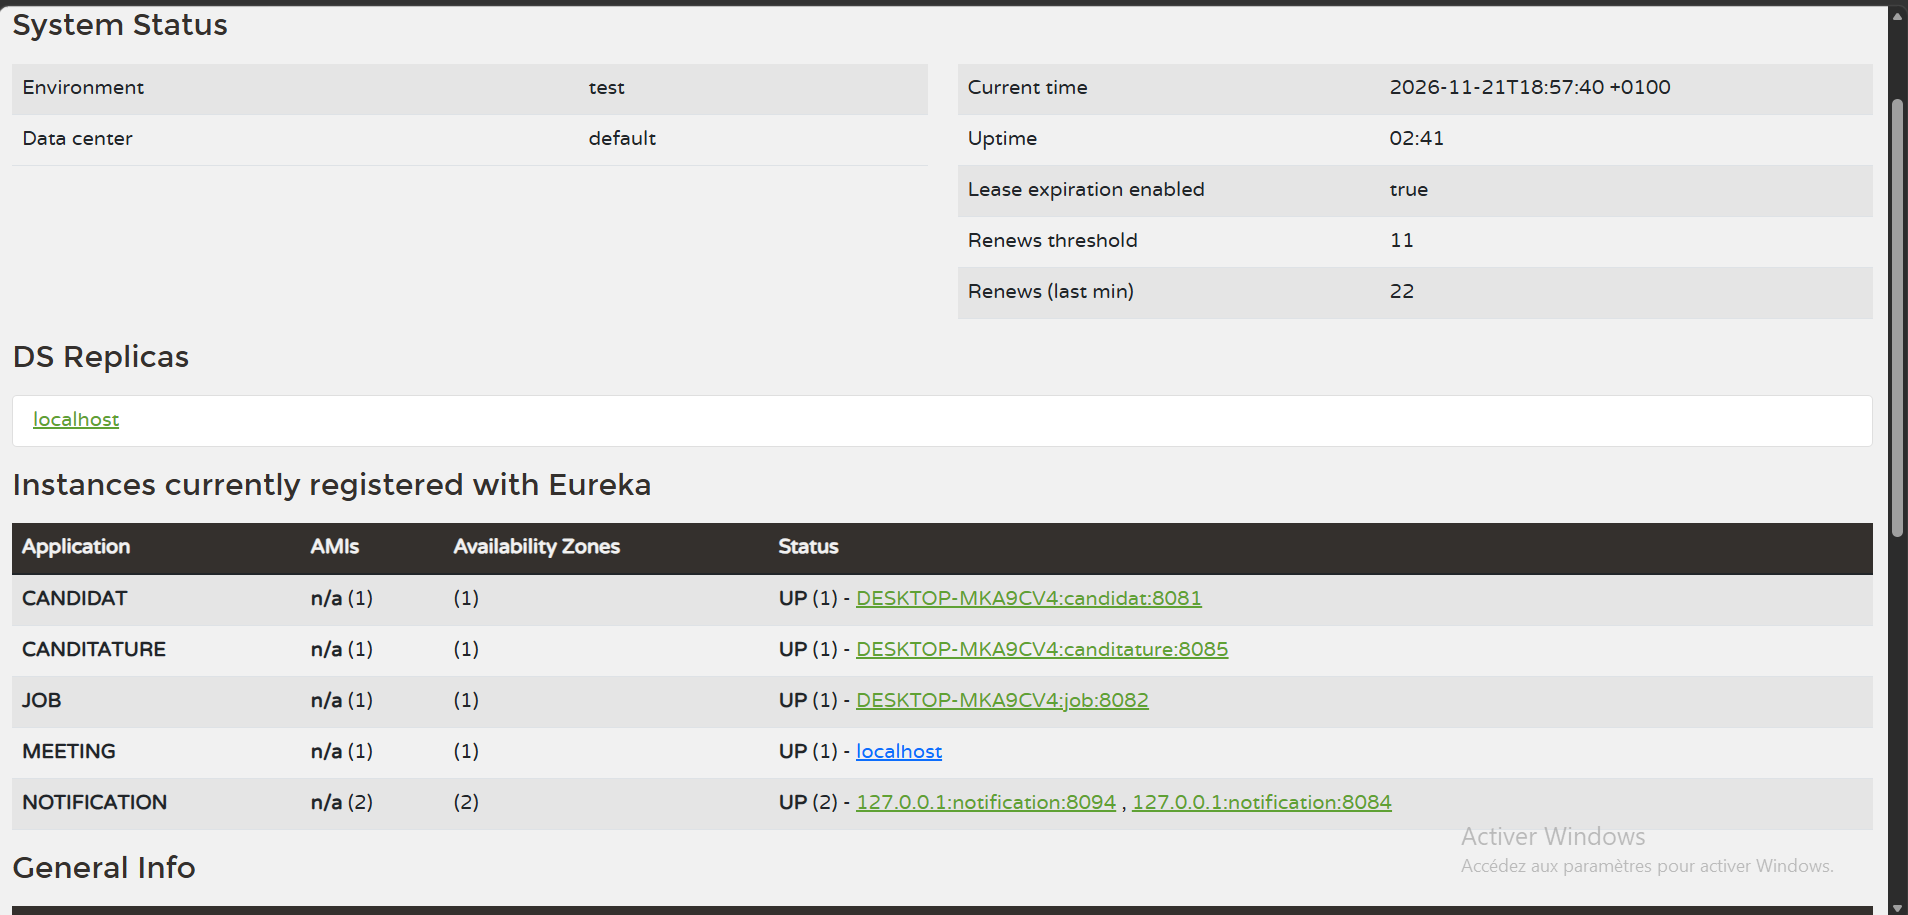 System Status
Environment test
Data center default
Current time 2026-11-21T18:57:40 +0100
Uptime 02:41
Lease expiration enabled true
Renews threshold 11
Renews (last min) 22
DS Replicas
localhost
Instances currently registered with Eureka
Application AMIs Availability Zones Status
CANDIDAT n/a (1) (1) UP (1) - DESKTOP-MKA9CV4:candidat:8081
CANDITATURE n/a (1) (1) UP (1) - DESKTOP-MKA9CV4:canditature:8085
JOB n/a (1) (1) UP (1) - DESKTOP-MKA9CV4:job:8082
MEETING n/a (1) (1) UP (1) - localhost
NOTIFICATION n/a (2) (2) UP (2) - 127.0.0.1:notification:8094 , 127.0.0.1:notification:8084
General Info
Activer Windows
Accédez aux paramètres pour activer Windows.